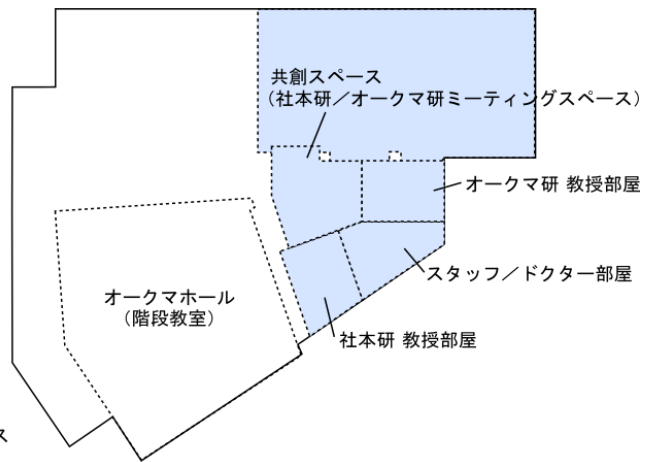 共創スペース
（社本研／オークマ研ミーティングスペース）
オークマ研 教授部屋
スタッフ／ドクター部屋
オークマホール
（階段教室）
社本研 教授部屋
ス